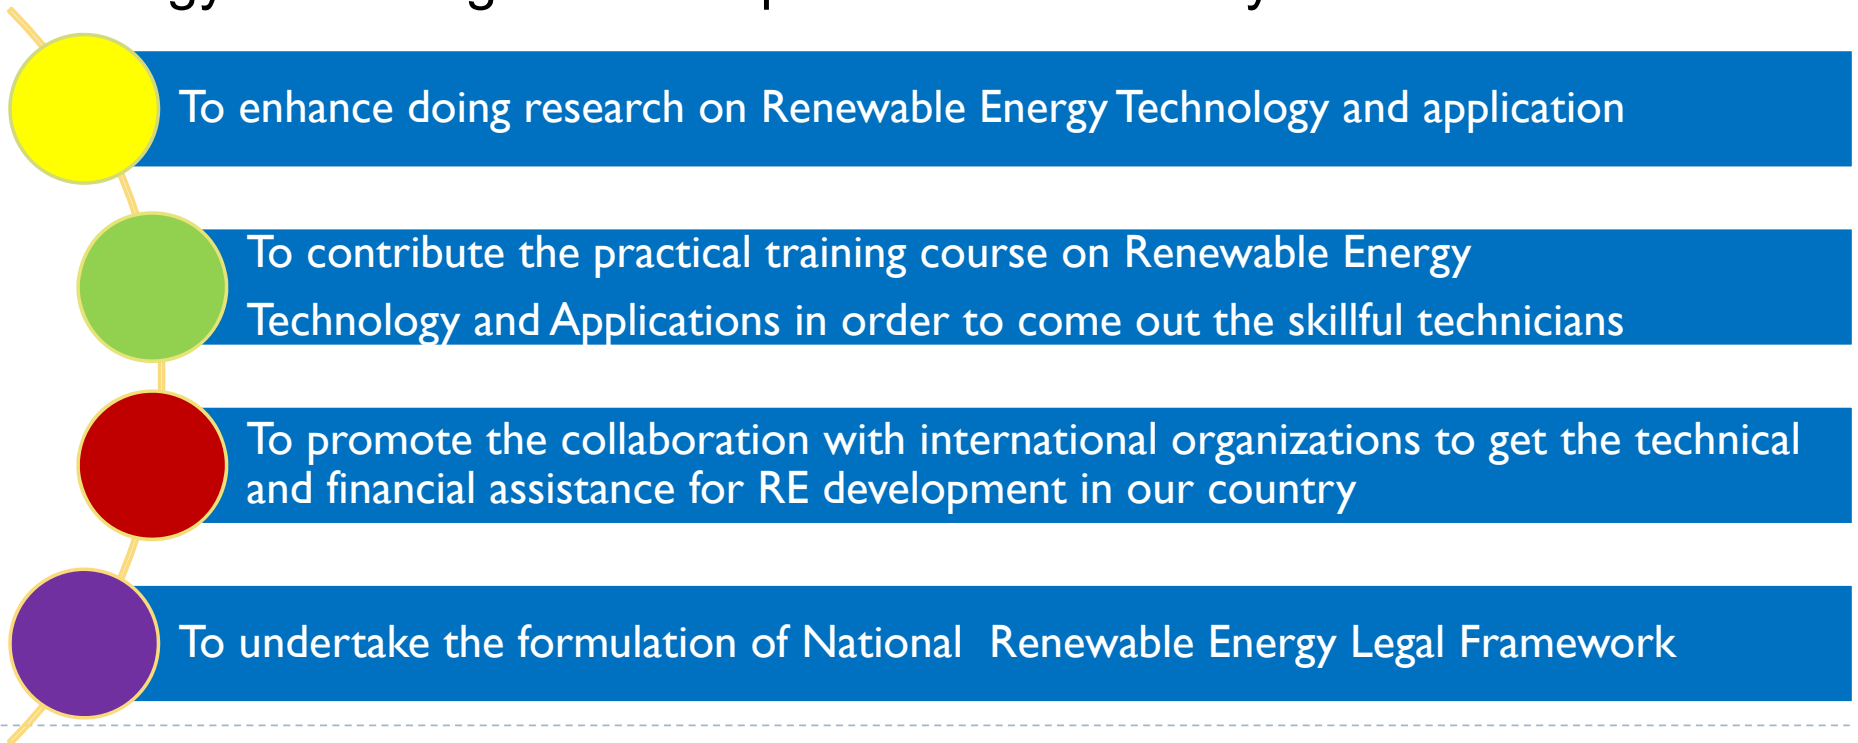 To enhance doing research on Renewable Energy Technology and application
To contribute the practical training course on Renewable Energy
Technology and Applications in order to come out the skillful technicians
To promote the collaboration with international organizations to get the technical
and financial assistance for RE development in our country
To undertake the formulation of National  Renewable Energy Legal Framework